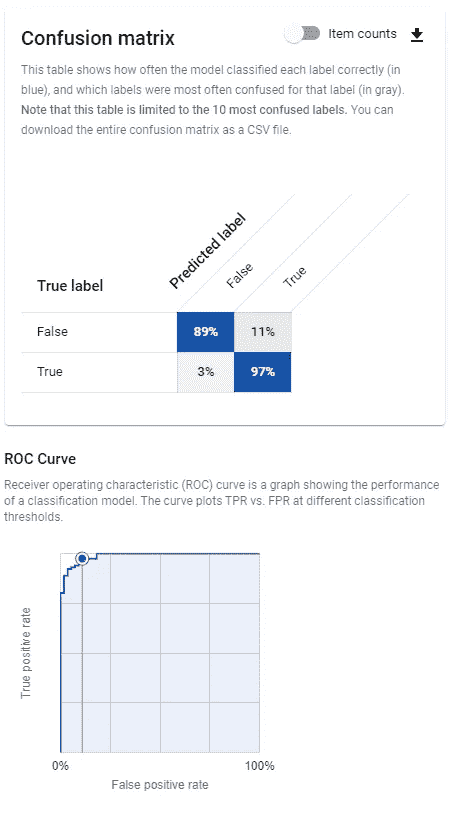 Confusion matrix
Item counts
This table shows how often the model classified each label correctly (in
blue), and which labels were most often confused for that label (in gray).
Note that this table is limited to the 10 most confused labels. You can
download the entire confusion matrix as a CSV file.
Predicted label
False
True
True label
False
89%
11%
True
3%
97%
ROC Curve
Receiver operating characteristic (ROC) curve is a graph showing the performance
of a classification model. The curve plots TPR vs. FPR at different classification
thresholds.
True positive rate
0%
100%
False positive rate